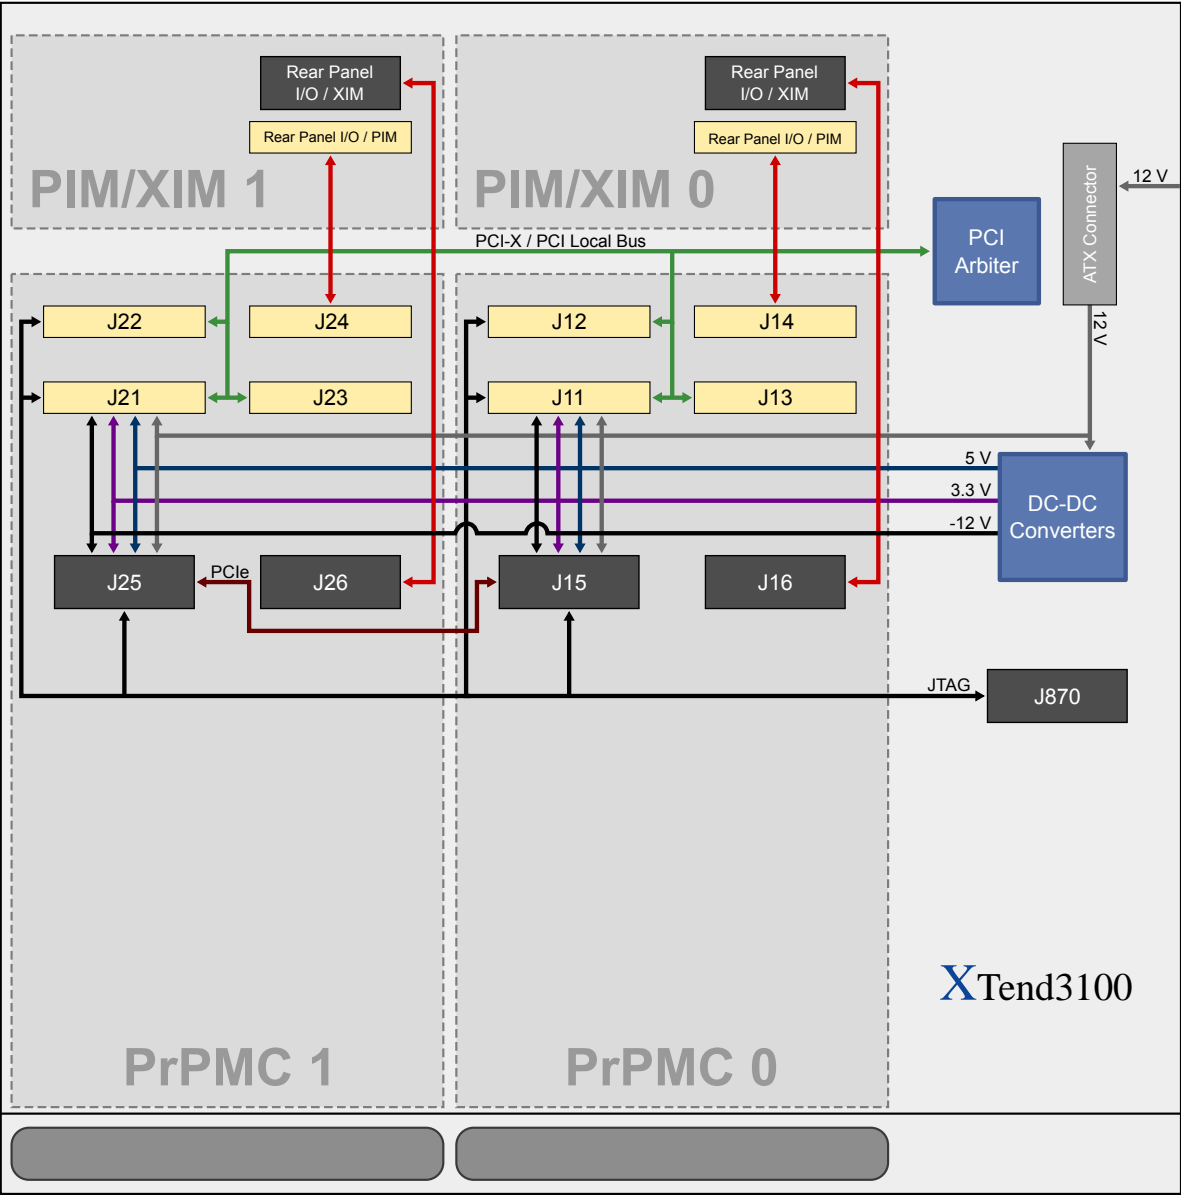 Rear Panel
I/O / XIM
Rear Panel I/O / PIM
PIM/XIM 1
Rear Panel
I/O / XIM
Rear Panel I/O / PIM
PIM/XIM 0
12 V
ATX Connector
PCI
Arbiter
PCI-X / PCI Local Bus
12 V
J22
J24
J12
J14
J21
J23
J11
J13
5 V
3.3 V
-12 V
DC-DC
Converters
J25
PCIe
J26
J15
J16
JTAG
J870
XTend3100
PrPMC 1
PrPMC 0